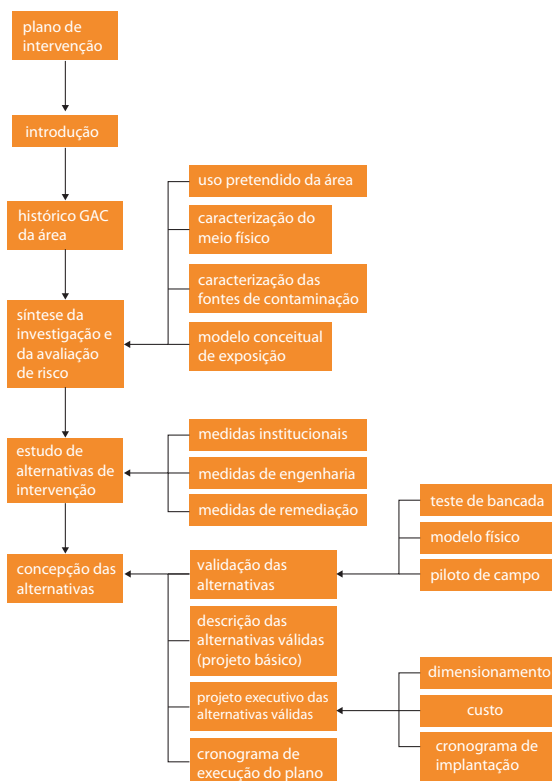 plano de
intervenção
introdução
histórico GAC
da área
uso pretendido da área
caracterização do
meio físico
caracterização das
fontes de contaminação
modelo conceitual
de exposição
síntese da
investigação e
da avaliação
de risco
estudo de
alternativas de
intervenção
medidas institucionais
medidas de engenharia
medidas de remediação
concepção das
alternativas
validação das
alternativas
teste de bancada
modelo físico
piloto de campo
descrição das
alternativas válidas
(projeto básico)
projeto executivo das
alternativas válidas
dimensionamento
custo
cronograma de
implantação
cronograma de
execução do plano